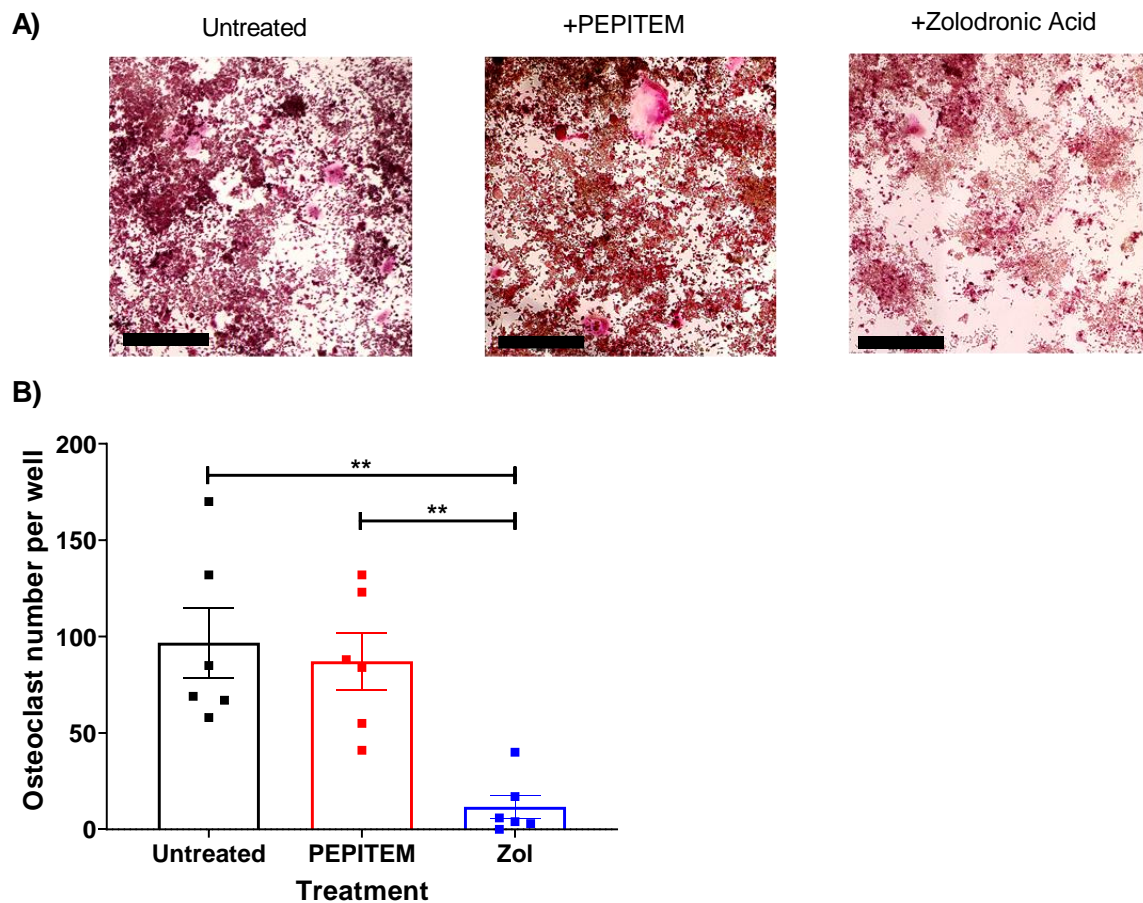 A)
Untreated
+PEPITEM
+Zolodronic Acid
B)
Osteoclast number per well
200
150
100
50
0
**
**
Untreated
PEPITEM
Zol
Treatment